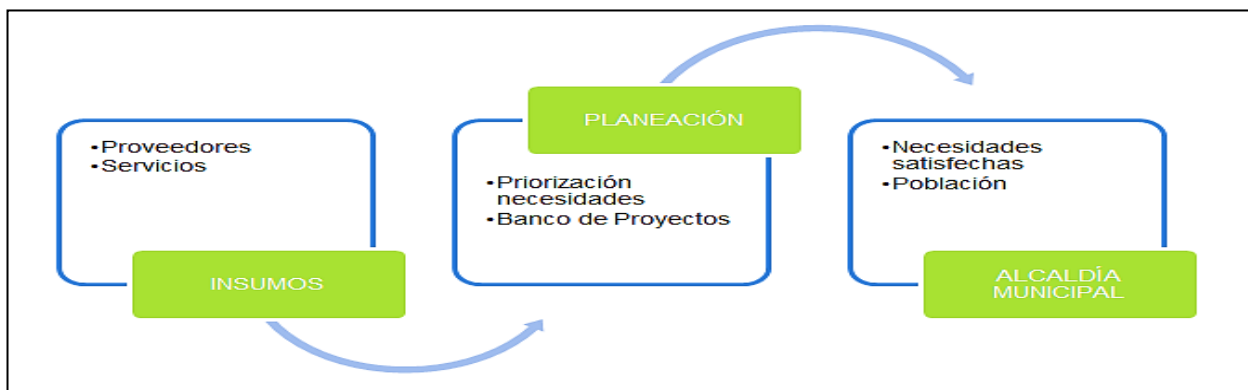 •Proveedores
•Servicios
INSUMOS
PLANEACIÓN
•Priorización
necesidades
•Banco de Proyectos
•Necesidades
satisfechas
•Población
ALCALDÍA
MUNICIPAL